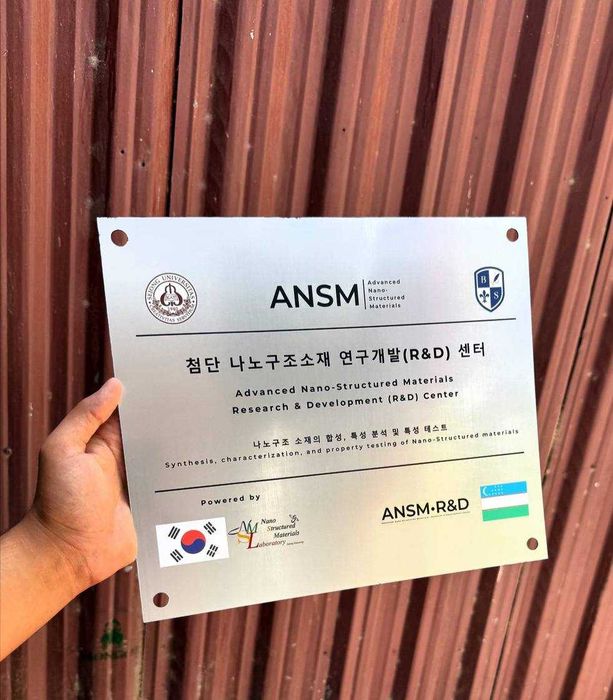 SEJONG UNIVERSITAS
1940
ANSM
Advanced
Nano-
Structured
Materials
B
S
첨단 나노구조소재 연구개발(R&D) 센터
Advanced Nano-Structured Materials
Research & Development (R&D) Center
나노구조 소재의 합성, 특성 분석 및 특성 테스트
Synthesis, characterization, and property testing of Nano-Structured materials
Powered by
NMSL
Nano
Structured
Materials
Laboratory
ANSM•R&D